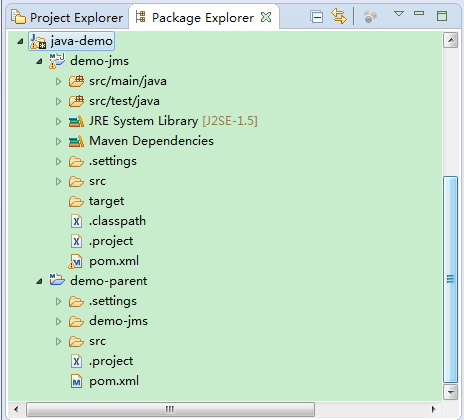 Project Explorer Package Explorer
java-demo
demo-jms
src/main/java
src/test/java
JRE System Library [J2SE-1.5]
Maven Dependencies
.settings
src
target
.classpath
.project
pom.xml
demo-parent
.settings
demo-jms
src
.project
pom.xml